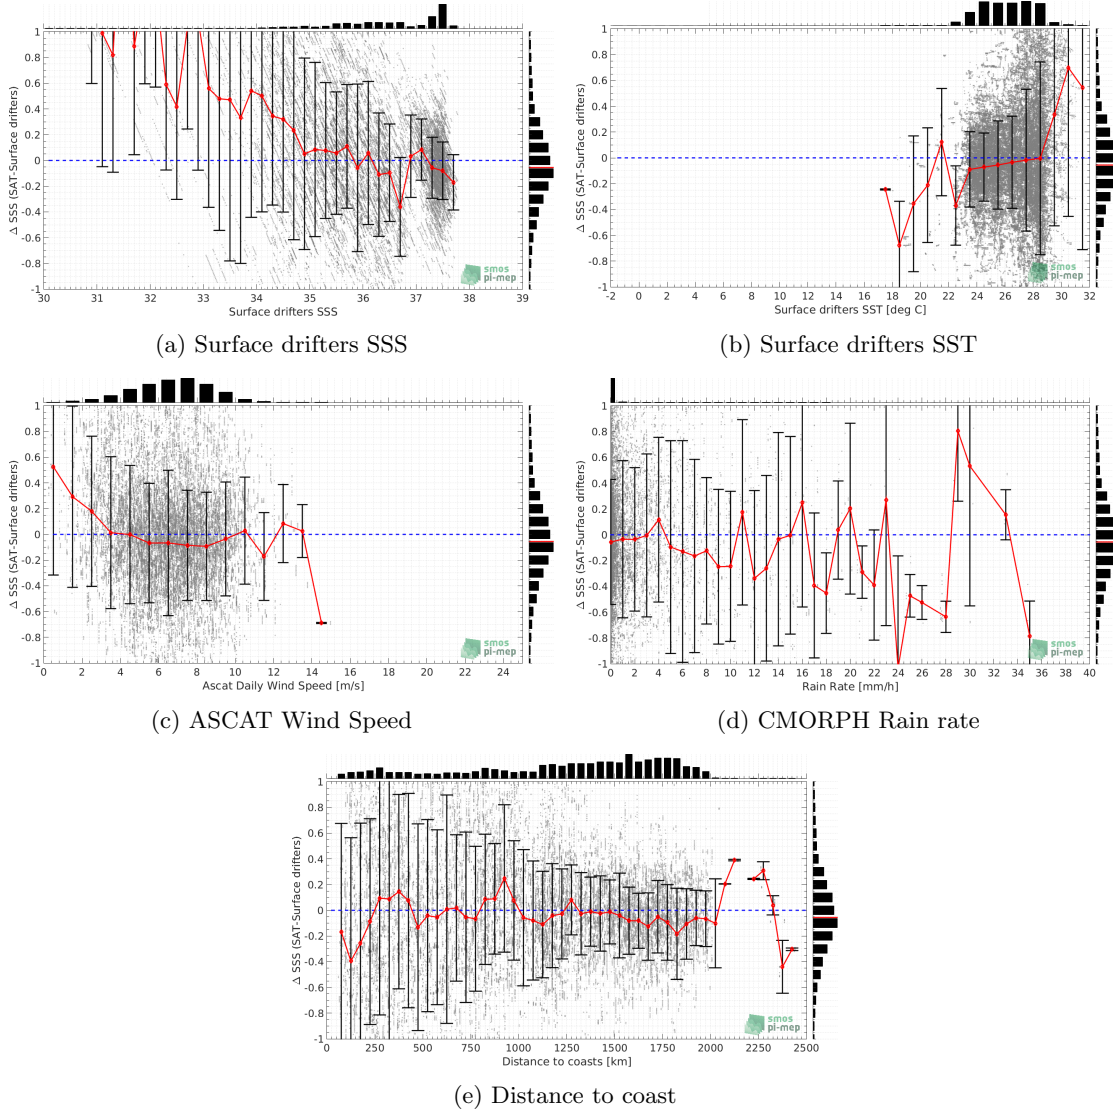 Δ SSS (SAT-Surface drifters)
1
0.8
0.6
0.4
0.2
0
-0.2
-0.4
-0.6
-0.8
-1
30 31 32 33 34 35 36 37 38 39
Surface drifters SSS
smos
pi-mep
(a) Surface drifters SSS
Δ SSS (SAT-Surface drifters)
1
0.8
0.6
0.4
0.2
0
-0.2
-0.4
-0.6
-0.8
-1
-2 0 2 4 6 8 10 12 14 16 18 20 22 24 26 28 30 32
Surface drifters SST [deg C]
smos
pi-mep
(b) Surface drifters SST
Δ SSS (SAT-Surface drifters)
1
0.8
0.6
0.4
0.2
0
-0.2
-0.4
-0.6
-0.8
-1
0 2 4 6 8 10 12 14 16 18 20 22 24
Ascat Daily Wind Speed [m/s]
smos
pi-mep
(c) ASCAT Wind Speed
Δ SSS (SAT-Surface drifters)
1
0.8
0.6
0.4
0.2
0
-0.2
-0.4
-0.6
-0.8
-1
0 2 4 6 8 10 12 14 16 18 20 22 24 26 28 30 32 34 36 38 40
Rain Rate [mm/h]
smos
pi-mep
(d) CMORPH Rain rate
Δ SSS (SAT-Surface drifters)
1
0.8
0.6
0.4
0.2
0
-0.2
-0.4
-0.6
-0.8
-1
0 250 500 750 1000 1250 1500 1750 2000 2250 2500
Distance to coasts [km]
smos
pi-mep
(e) Distance to coast